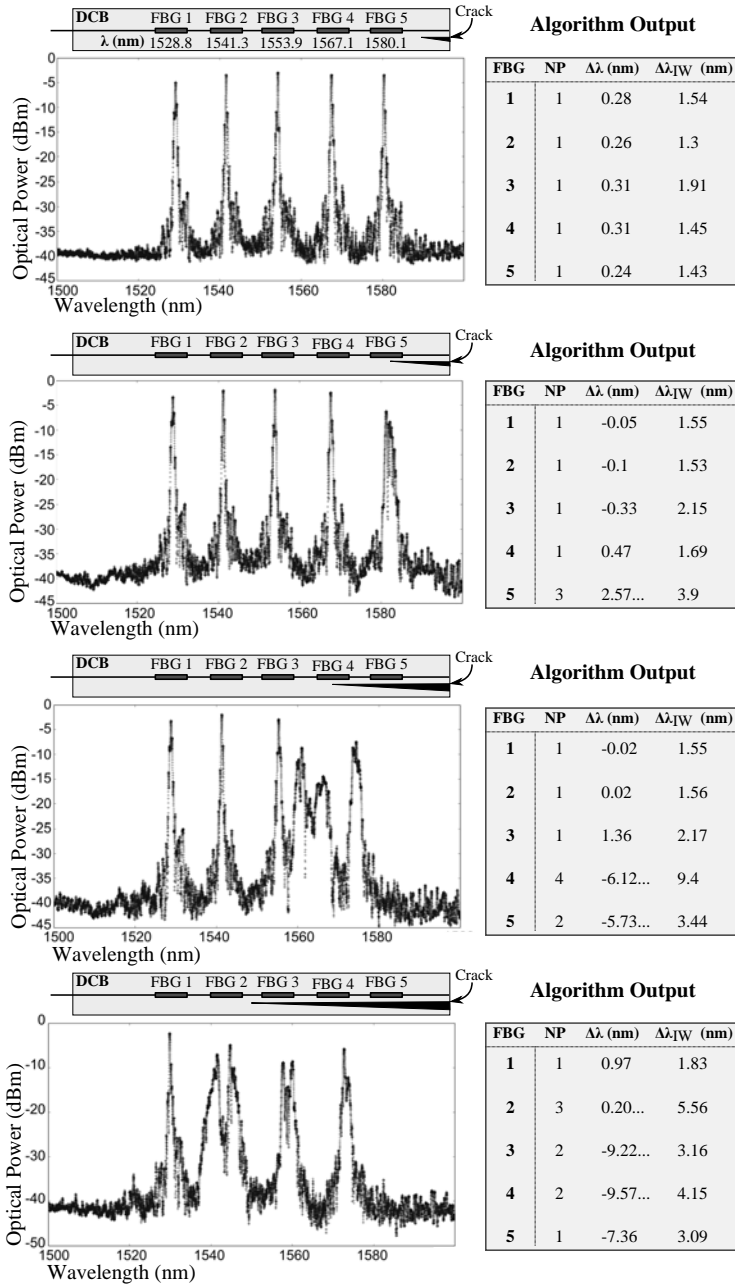 DCB FBG 1 FBG 2 FBG 3 FBG 4 FBG 5 Crack
λ (nm) 1528.8 1541.3 1553.9 1567.1 1580.1
Algorithm Output
Optical Power (dBm)
0
-5
-10
-15
-20
-25
-30
-35
-40
-45
1500 1520 1540 1560 1580
Wavelength (nm)
FBG NP Δλ (nm) ΔλIW (nm)
1 1 0.28 1.54
2 1 0.26 1.3
3 1 0.31 1.91
4 1 0.31 1.45
5 1 0.24 1.43
DCB FBG 1 FBG 2 FBG 3 FBG 4 FBG 5 Crack
Algorithm Output
Optical Power (dBm)
0
-5
-10
-15
-20
-25
-30
-35
-40
-45
1500 1520 1540 1560 1580
Wavelength (nm)
FBG NP Δλ (nm) ΔλIW (nm)
1 1 -0.05 1.55
2 1 -0.1 1.53
3 1 -0.33 2.15
4 1 0.47 1.69
5 3 2.57... 3.9
DCB FBG 1 FBG 2 FBG 3 FBG 4 FBG 5 Crack
Algorithm Output
Optical Power (dBm)
0
-5
-10
-15
-20
-25
-30
-35
-40
-45
1500 1520 1540 1560 1580
Wavelength (nm)
FBG NP Δλ (nm) ΔλIW (nm)
1 1 -0.02 1.55
2 1 0.02 1.56
3 1 1.36 2.17
4 4 -6.12... 9.4
5 2 -5.73... 3.44
DCB FBG 1 FBG 2 FBG 3 FBG 4 FBG 5 Crack
Algorithm Output
Optical Power (dBm)
0
-10
-20
-30
-40
-50
1500 1520 1540 1560 1580
Wavelength (nm)
FBG NP Δλ (nm) ΔλIW (nm)
1 1 0.97 1.83
2 3 0.20... 5.56
3 2 -9.22... 3.16
4 2 -9.57... 4.15
5 1 -7.36 3.09